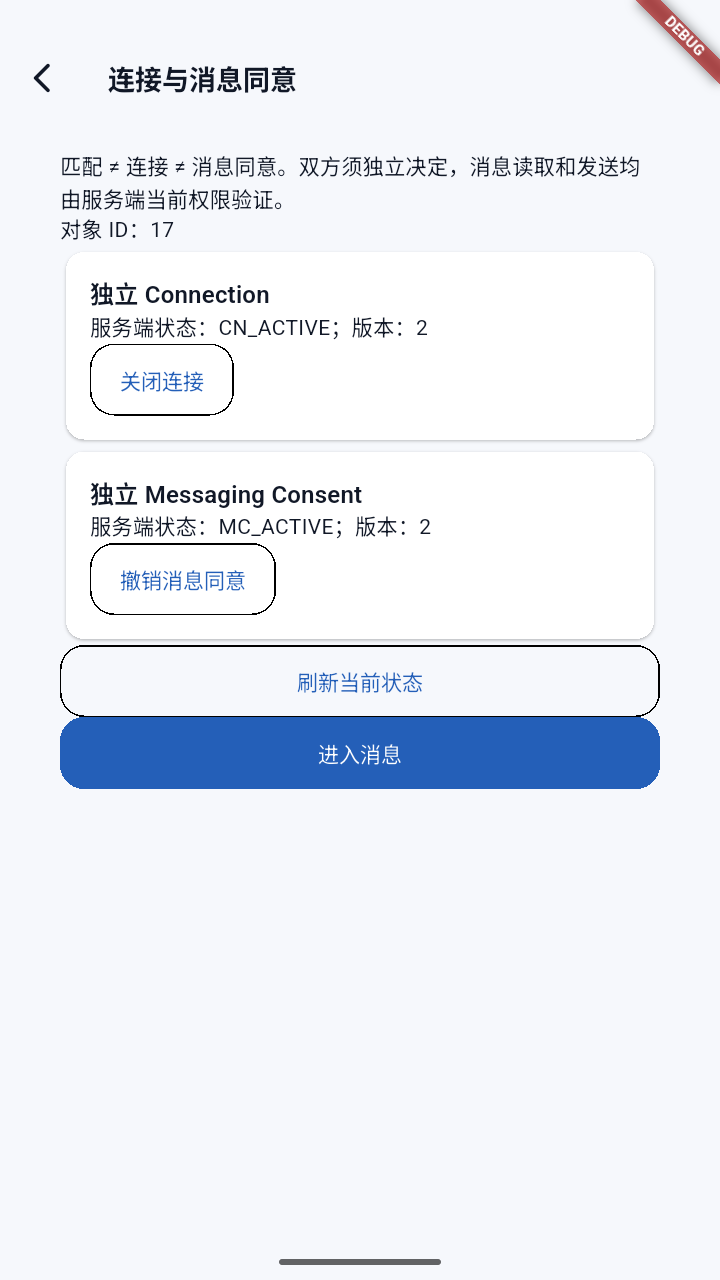 DEBUG
连接与消息同意
匹配 ≠ 连接 ≠ 消息同意。双方须独立决定，消息读取和发送均
由服务端当前权限验证。
对象 ID：17
独立 Connection
服务端状态：CN_ACTIVE；版本：2
关闭连接
独立 Messaging Consent
服务端状态：MC_ACTIVE；版本：2
撤销消息同意
刷新当前状态
进入消息